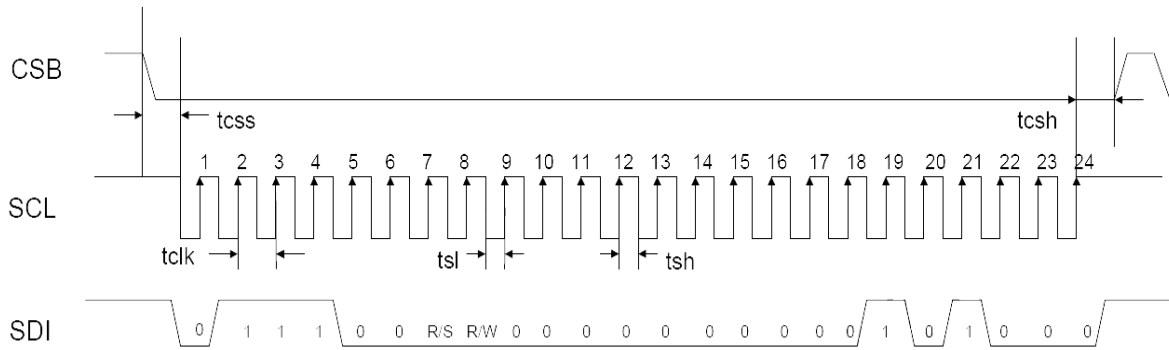 CSB
tcss
tcsh
1 2 3 4 5 6 7 8 9 10 11 12 13 14 15 16 17 18 19 20 21 22 23 24
SCL
tclk
tsl
tsh
SDI
0 1 1 1 0 0 R/S R/W 0 0 0 0 0 0 0 0 0 0 1 0 1 0 0 0